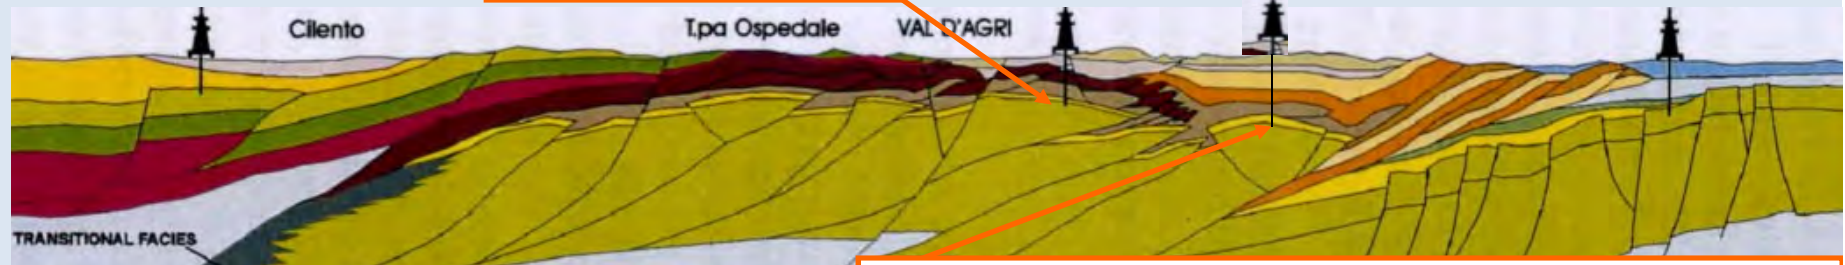 Cilento
T.pa Ospedale
VAL D'AGRI
TRANSITIONAL FACIES